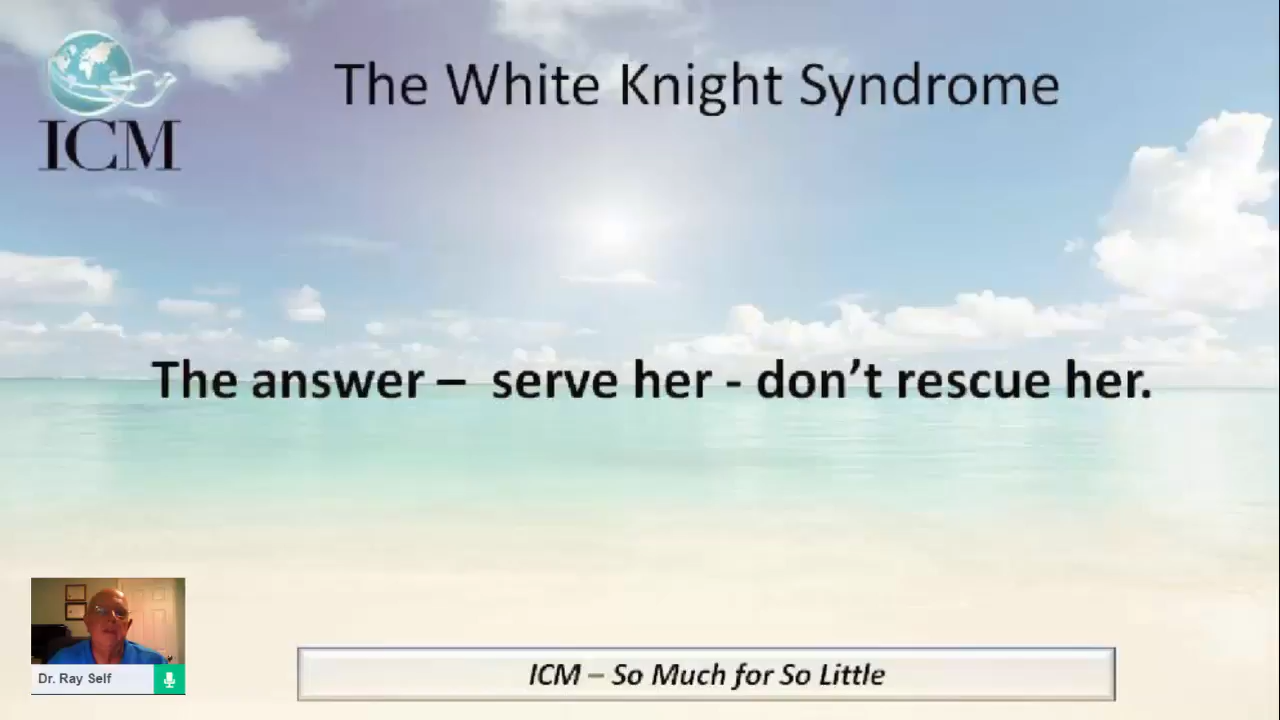 ICM
The White Knight Syndrome
The answer – serve her - don’t rescue her.
Dr. Ray Self
ICM – So Much for So Little